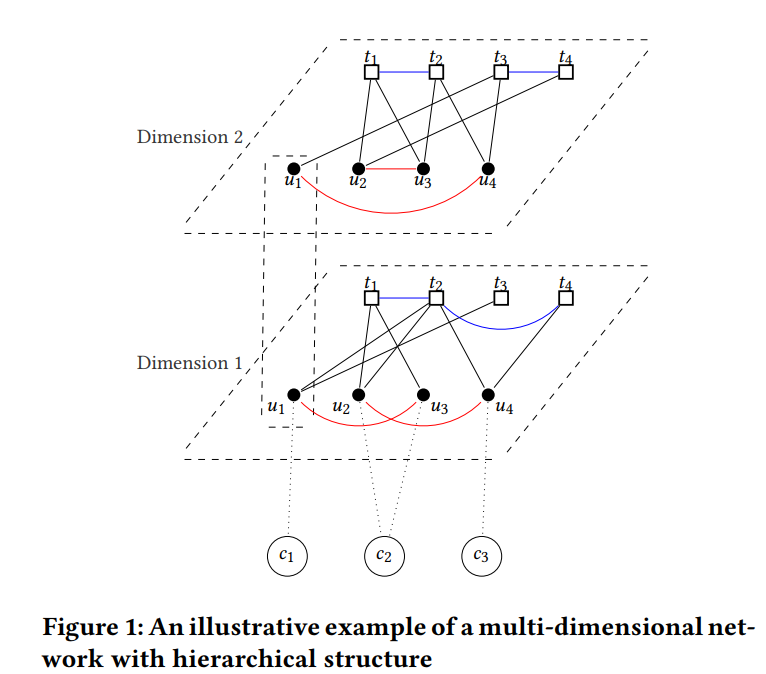 t1 t2 t3 t4
Dimension 2
u1 u2 u3 u4
t1 t2 t3 t4
Dimension 1
u1 u2 u3 u4
c1 c2 c3
Figure 1: An illustrative example of a multi-dimensional net-
work with hierarchical structure